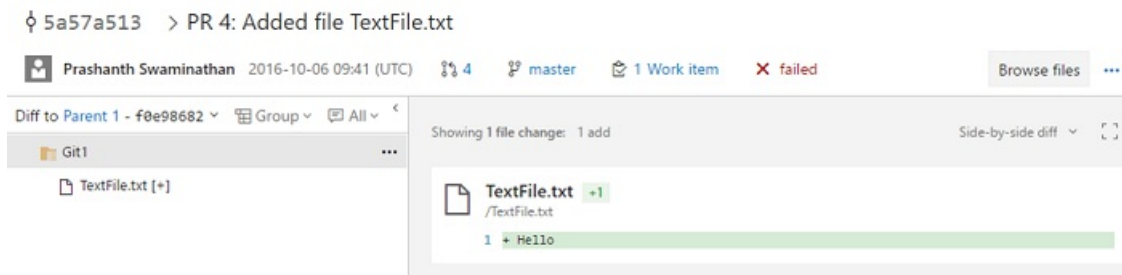 5a57a513 > PR 4: Added file TextFile.txt
Prashanth Swaminathan 2016-10-06 09:41 (UTC) 4 master 1 Work item failed Browse files ...
Diff to Parent 1 - f0e98682 Group All
Showing 1 file change: 1 add Side-by-side diff
Git1 ...
TextFile.txt [+]
TextFile.txt +1
/TextFile.txt
1 + Hello